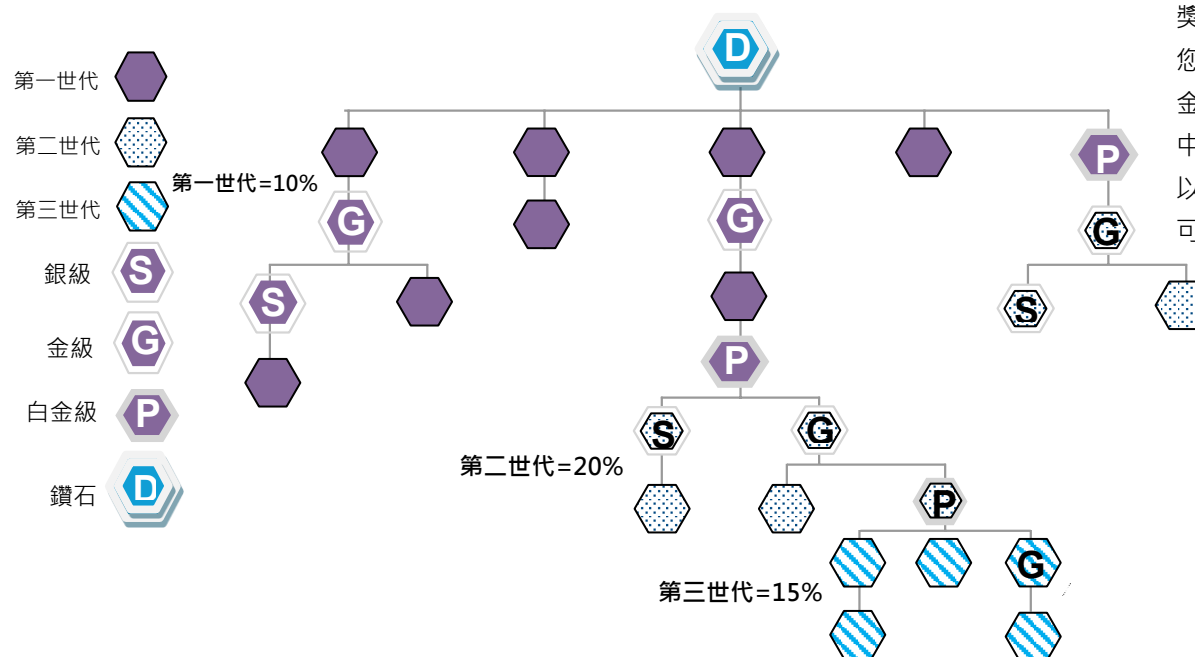 D
獎
您
金
中
以
可
第一世代
第二世代
第三世代
第一世代=10%
銀級
S
金級
G
白金級
P
鑽石
D
P
G
G
G
S
S
P
S
G
第二世代=20%
P
G
第三世代=15%